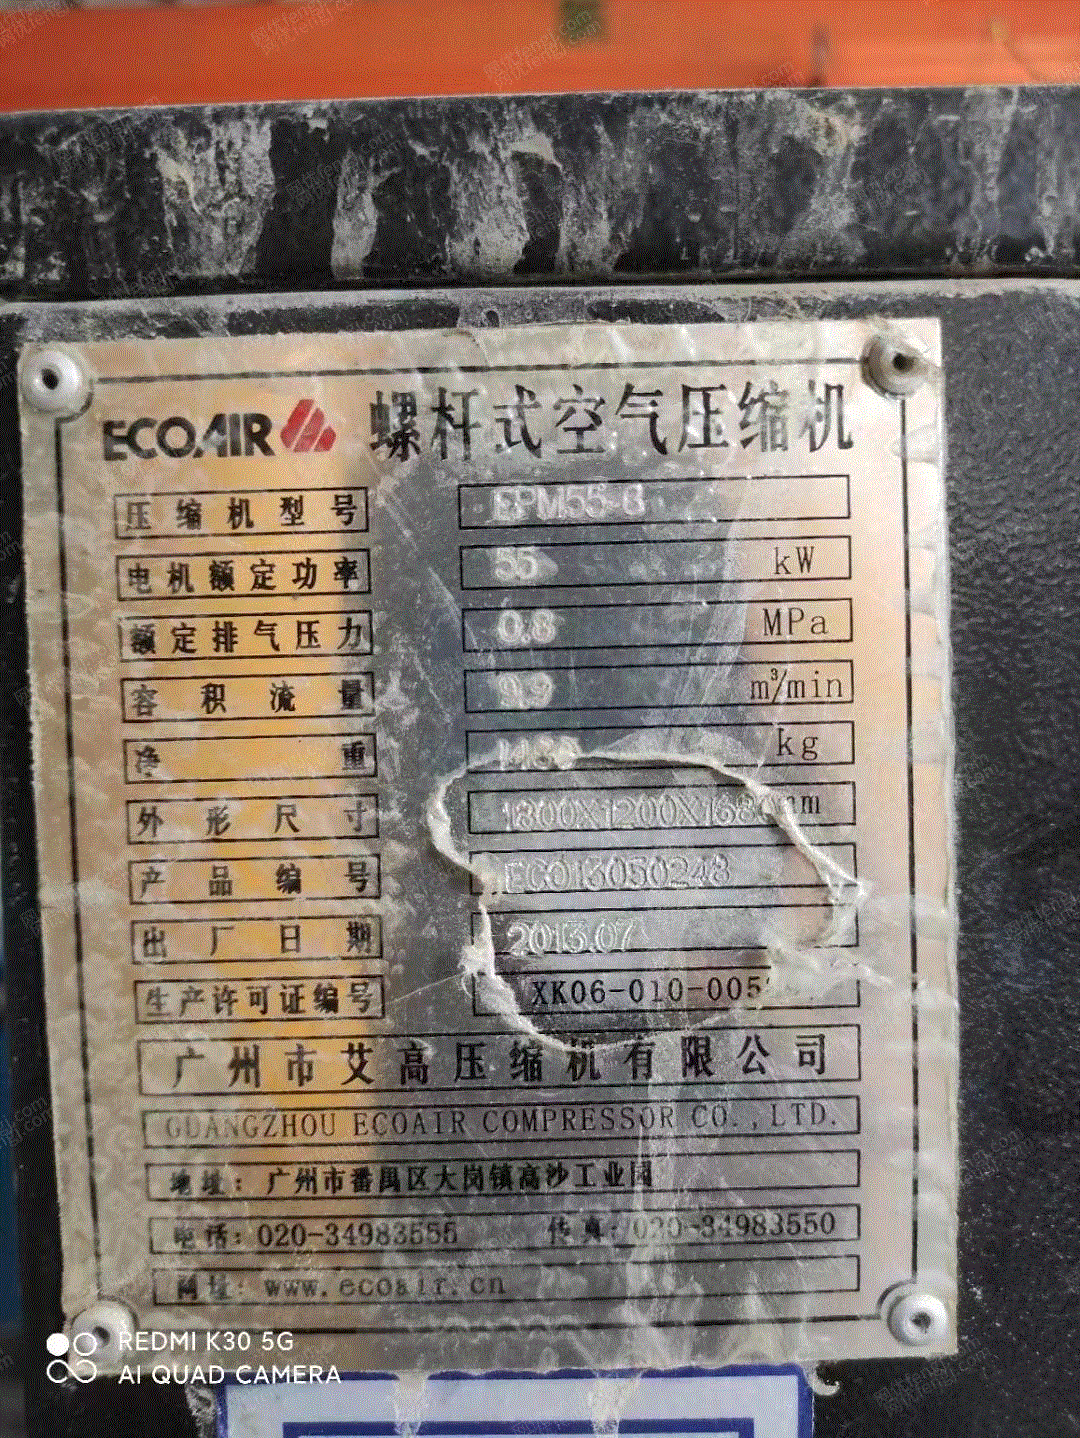 ECOAIR 螺杆式空气压缩机
压缩机型号 EPM55-8
电机额定功率 55 kW
额定排气压力 0.8 MPa
容积流量 9.9 m³/min
净重 kg
外形尺寸 1800X1200X1680mm
产品编号 ECO13050248
出厂日期 2013.07
生产许可证编号 XK06-010-005
广州市艾高压缩机有限公司
GUANGZHOU ECOAIR COMPRESSOR CO.,LTD.
地址：广州市番禺区大岗镇高沙工业园
电话：020-34983555 传真：020-34983550
网址：www.ecoair.cn
REDMI K30 5G
AI QUAD CAMERA